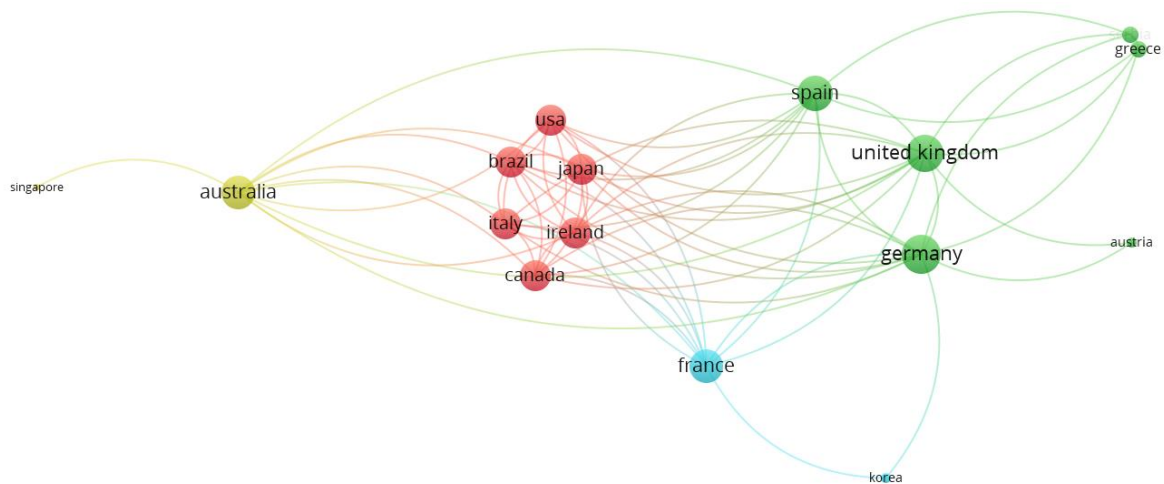 greece
spain
usa
united kingdom
brazil
japan
singapore
australia
italy
ireland
austria
germany
canada
france
korea